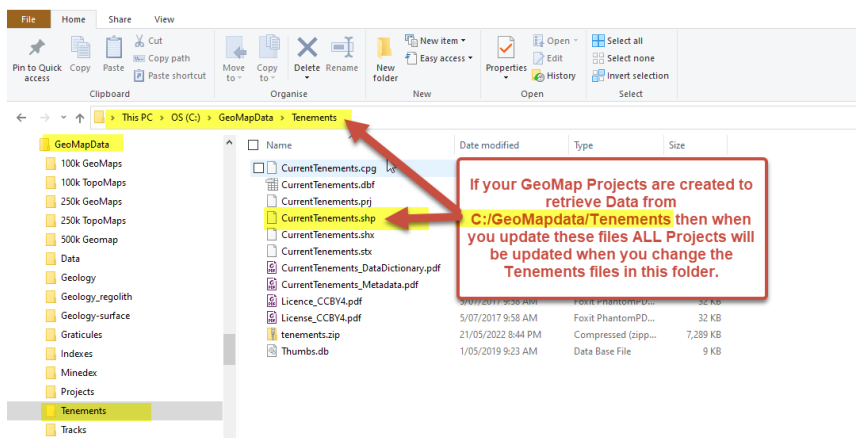 File Home Share View
Pin to Quick access
Copy
Paste
Cut
Copy path
Paste shortcut
Clipboard
Move to
Copy to
Delete
Rename
Organise
New folder
New item
Easy access
New
Properties
Open
Edit
History
Open
Select all
Select none
Invert selection
Select
This PC > OS (C:) > GeoMapData > Tenements
GeoMapData
100k GeoMaps
100k TopoMaps
250k GeoMaps
250k TopoMaps
500k Geomap
Data
Geology
Geology_regolith
Geology-surface
Graticules
Indexes
Minedex
Projects
Tenements
Tracks
Name Date modified Type Size
CurrentTenements.cpg
CurrentTenements.dbf
CurrentTenements.prj
CurrentTenements.shp
CurrentTenements.shx
CurrentTenements.stx
CurrentTenements_DataDictionary.pdf
CurrentTenements_Metadata.pdf
Licence_CCBY4.pdf 5/07/2017 9:58 AM Foxit PhantomPD... 32 KB
License_CCBY4.pdf 5/07/2017 9:58 AM Foxit PhantomPD... 32 KB
tenements.zip 21/05/2022 8:44 PM Compressed (zipp... 7,289 KB
Thumbs.db 1/05/2019 9:23 AM Data Base File 9 KB
If your GeoMap Projects are created to
retrieve Data from
C:/GeoMapdata/Tenements then when
you update these files ALL Projects will
be updated when you change the
Tenements files in this folder.